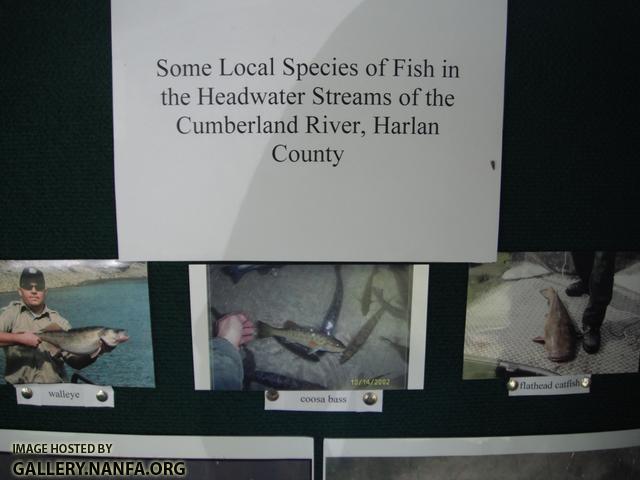 Some Local Species of Fish in
the Headwater Streams of the
Cumberland River, Harlan
County
10/14/2002
walleye
coosa bass
flathead catfish
IMAGE HOSTED BY
GALLERY.NANFA.ORG